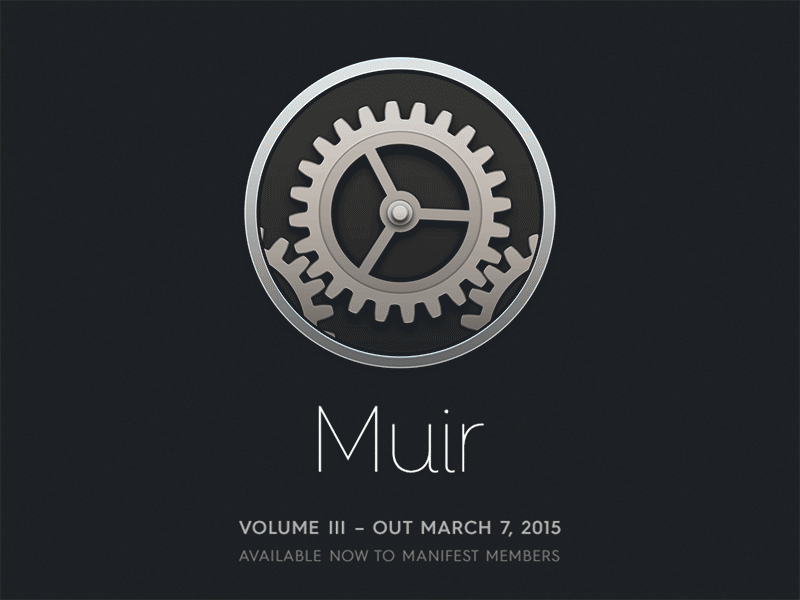 Muir
VOLUME III – OUT MARCH 7, 2015
AVAILABLE NOW TO MANIFEST MEMBERS